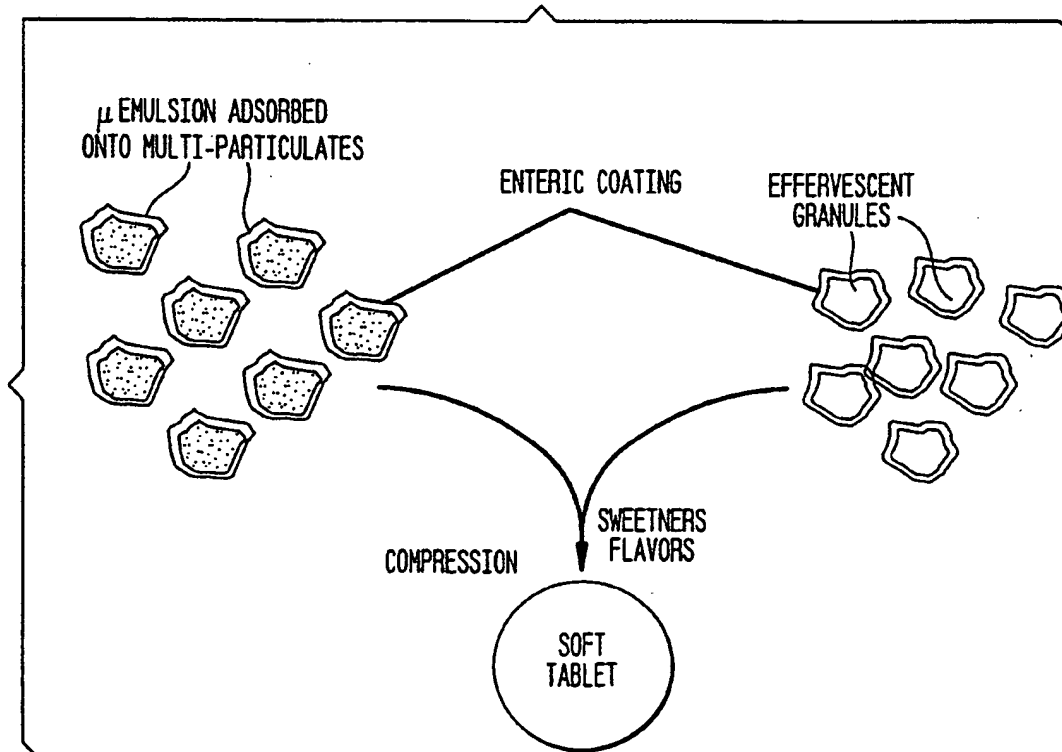 μ EMULSION ADSORBED
ONTO MULTI-PARTICULATES
ENTERIC COATING
EFFERVESCENT
GRANULES
COMPRESSION
SWEETNERS
FLAVORS
SOFT
TABLET